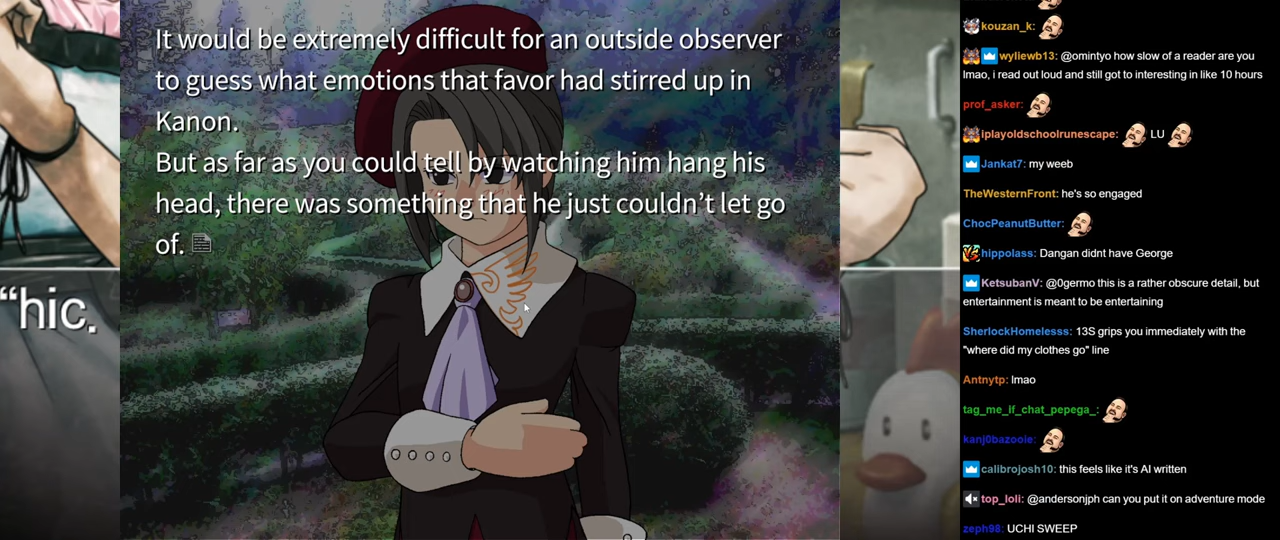 It would be extremely difficult for an outside observer
to guess what emotions that favor had stirred up in
Kanon.
But as far as you could tell by watching him hang his
head, there was something that he just couldn't let go
of.
“hic.
kouzan_k:
wyliewb13: @omintyo how slow of a reader are you
lmao, i read out loud and still got to interesting in like 10 hours
prof_asker:
iplayoldschoolrunescape: LU
Jankat7: my weeb
TheWesternFront: he's so engaged
ChocPeanutButter:
hippolass: Dangan didnt have George
KetsubanV: @0germo this is a rather obscure detail, but
entertainment is meant to be entertaining
SherlockHomelesss: 13S grips you immediately with the
"where did my clothes go" line
Antnytp: lmao
tag_me_if_chat_pepega_:
kanj0bazooie:
calibrojosh10: this feels like it's AI written
top_loli: @andersonjph can you put it on adventure mode
zeph98: UCHI SWEEP